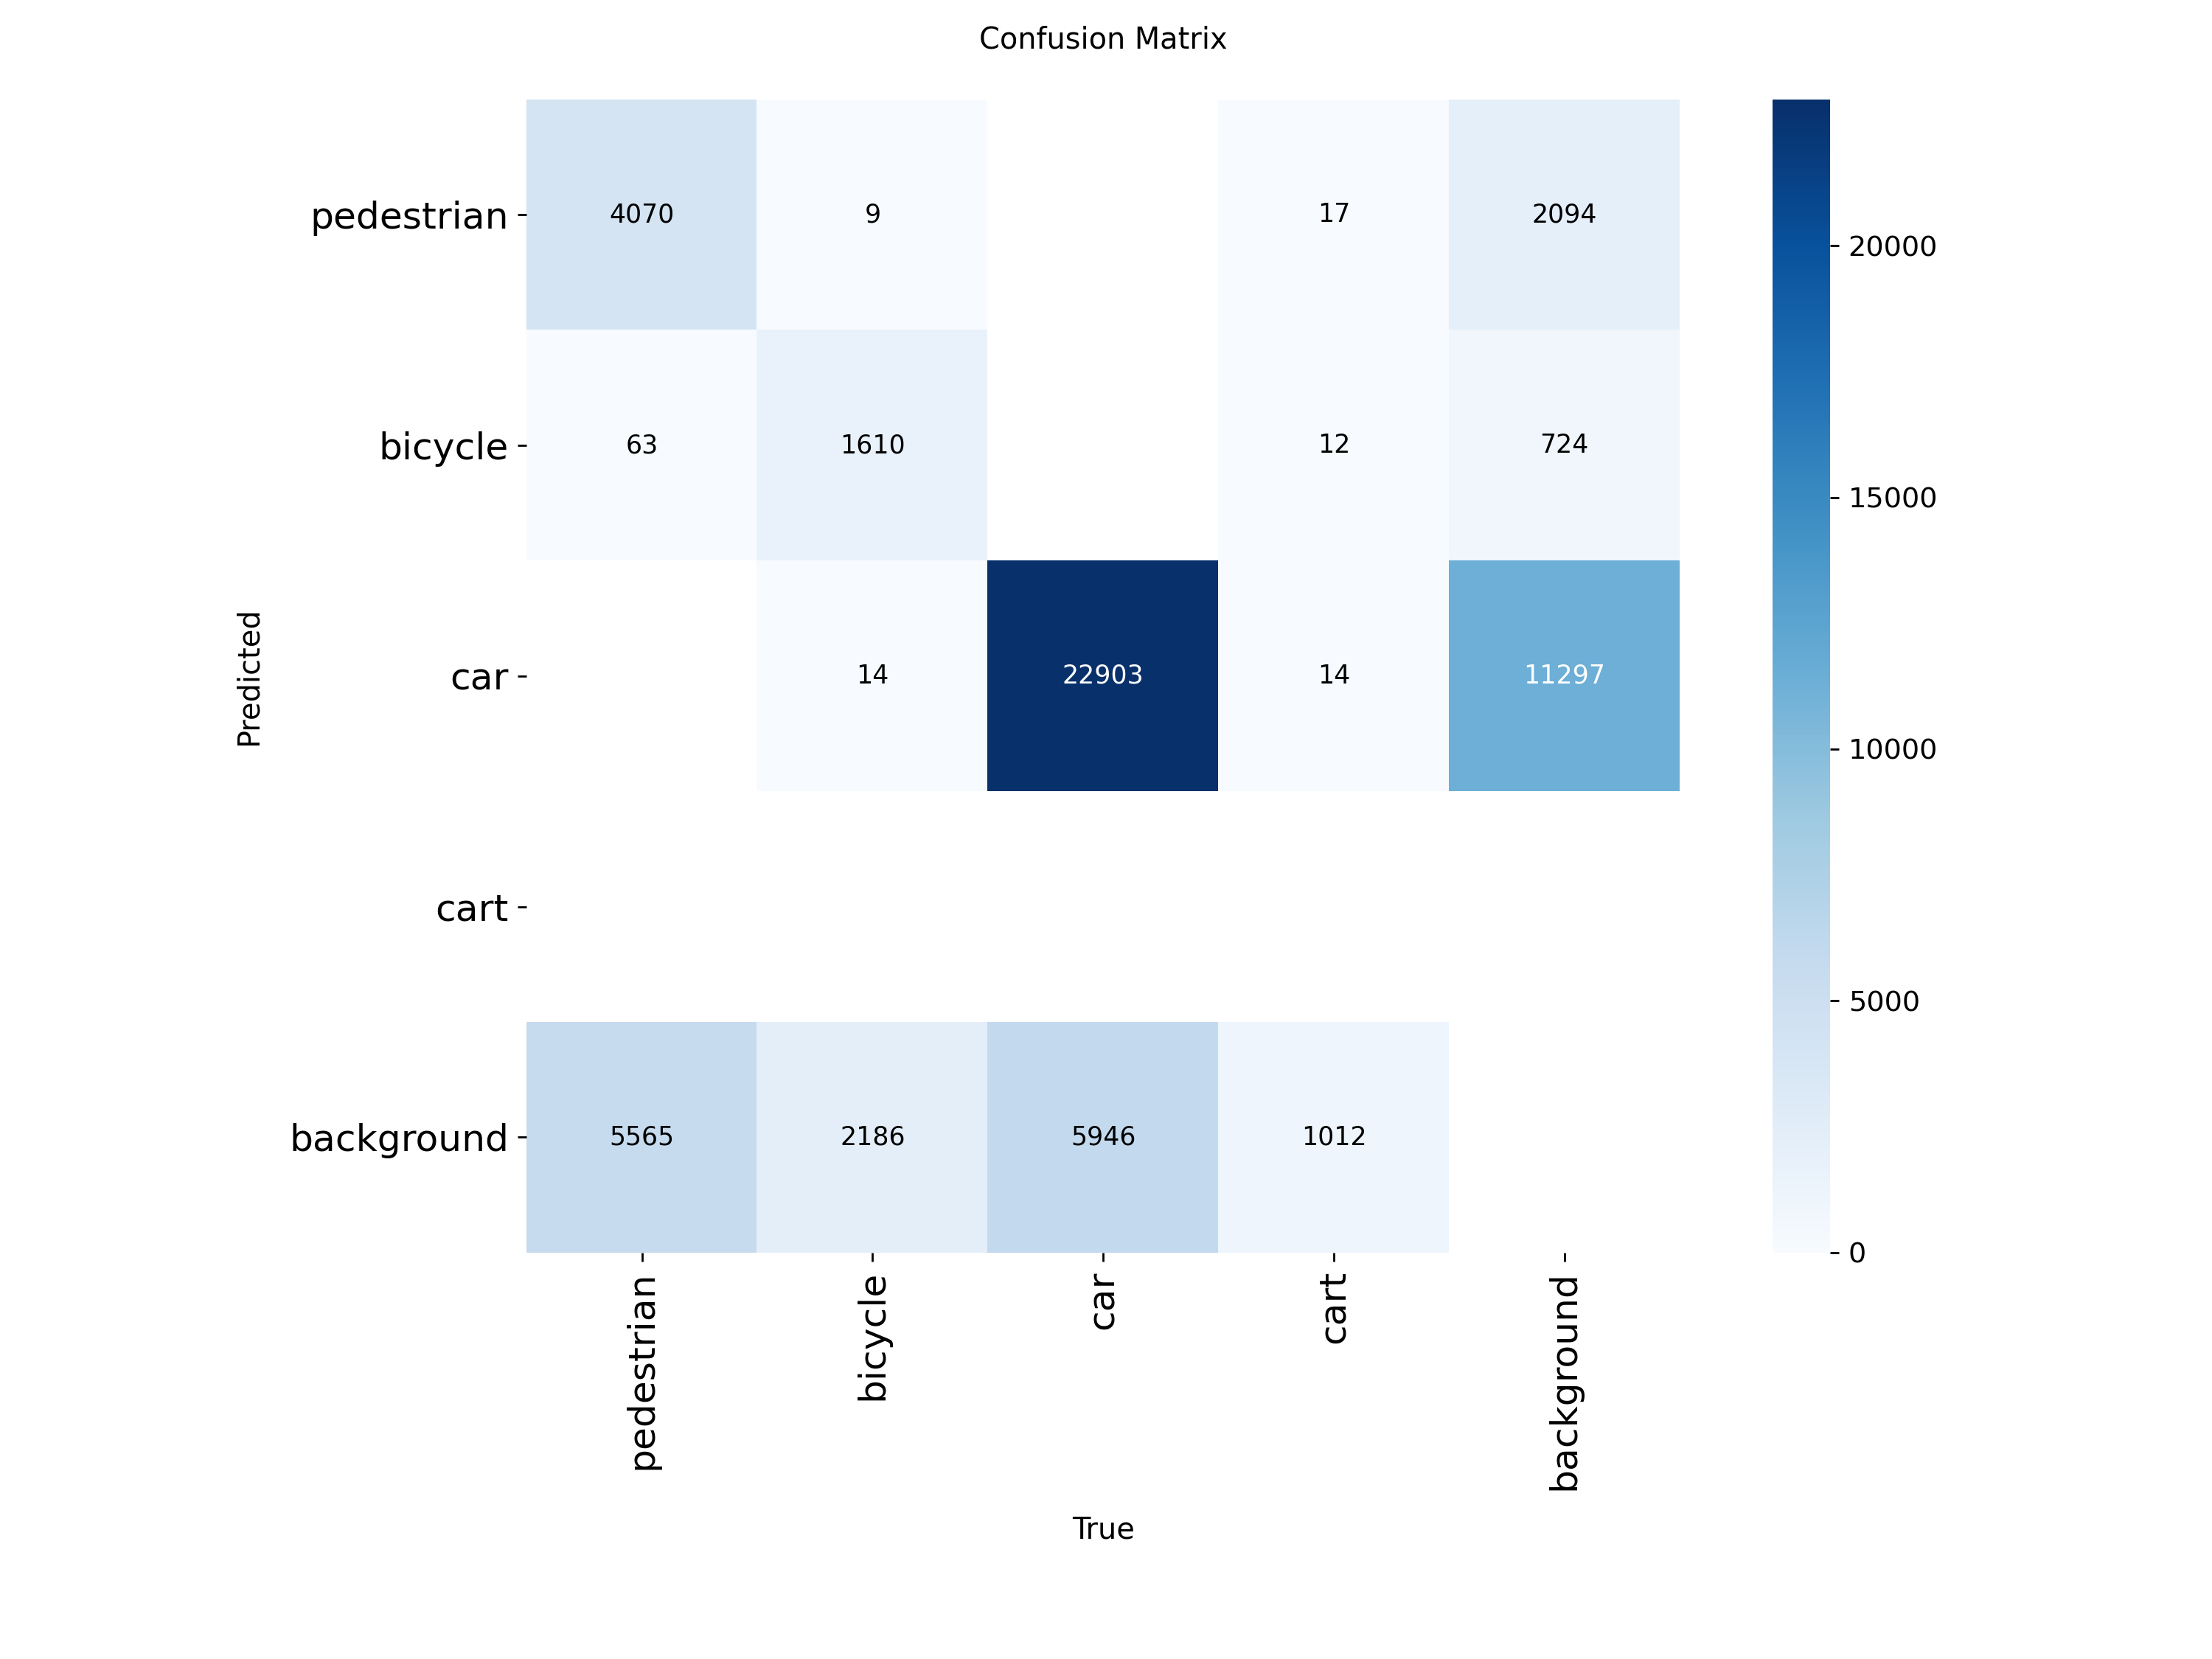 Confusion Matrix
pedestrian 4070 9 17 2094
bicycle 63 1610 12 724
car 14 22903 14 11297
cart
background 5565 2186 5946 1012
pedestrian bicycle car cart background
Predicted
True
20000
15000
10000
5000
0